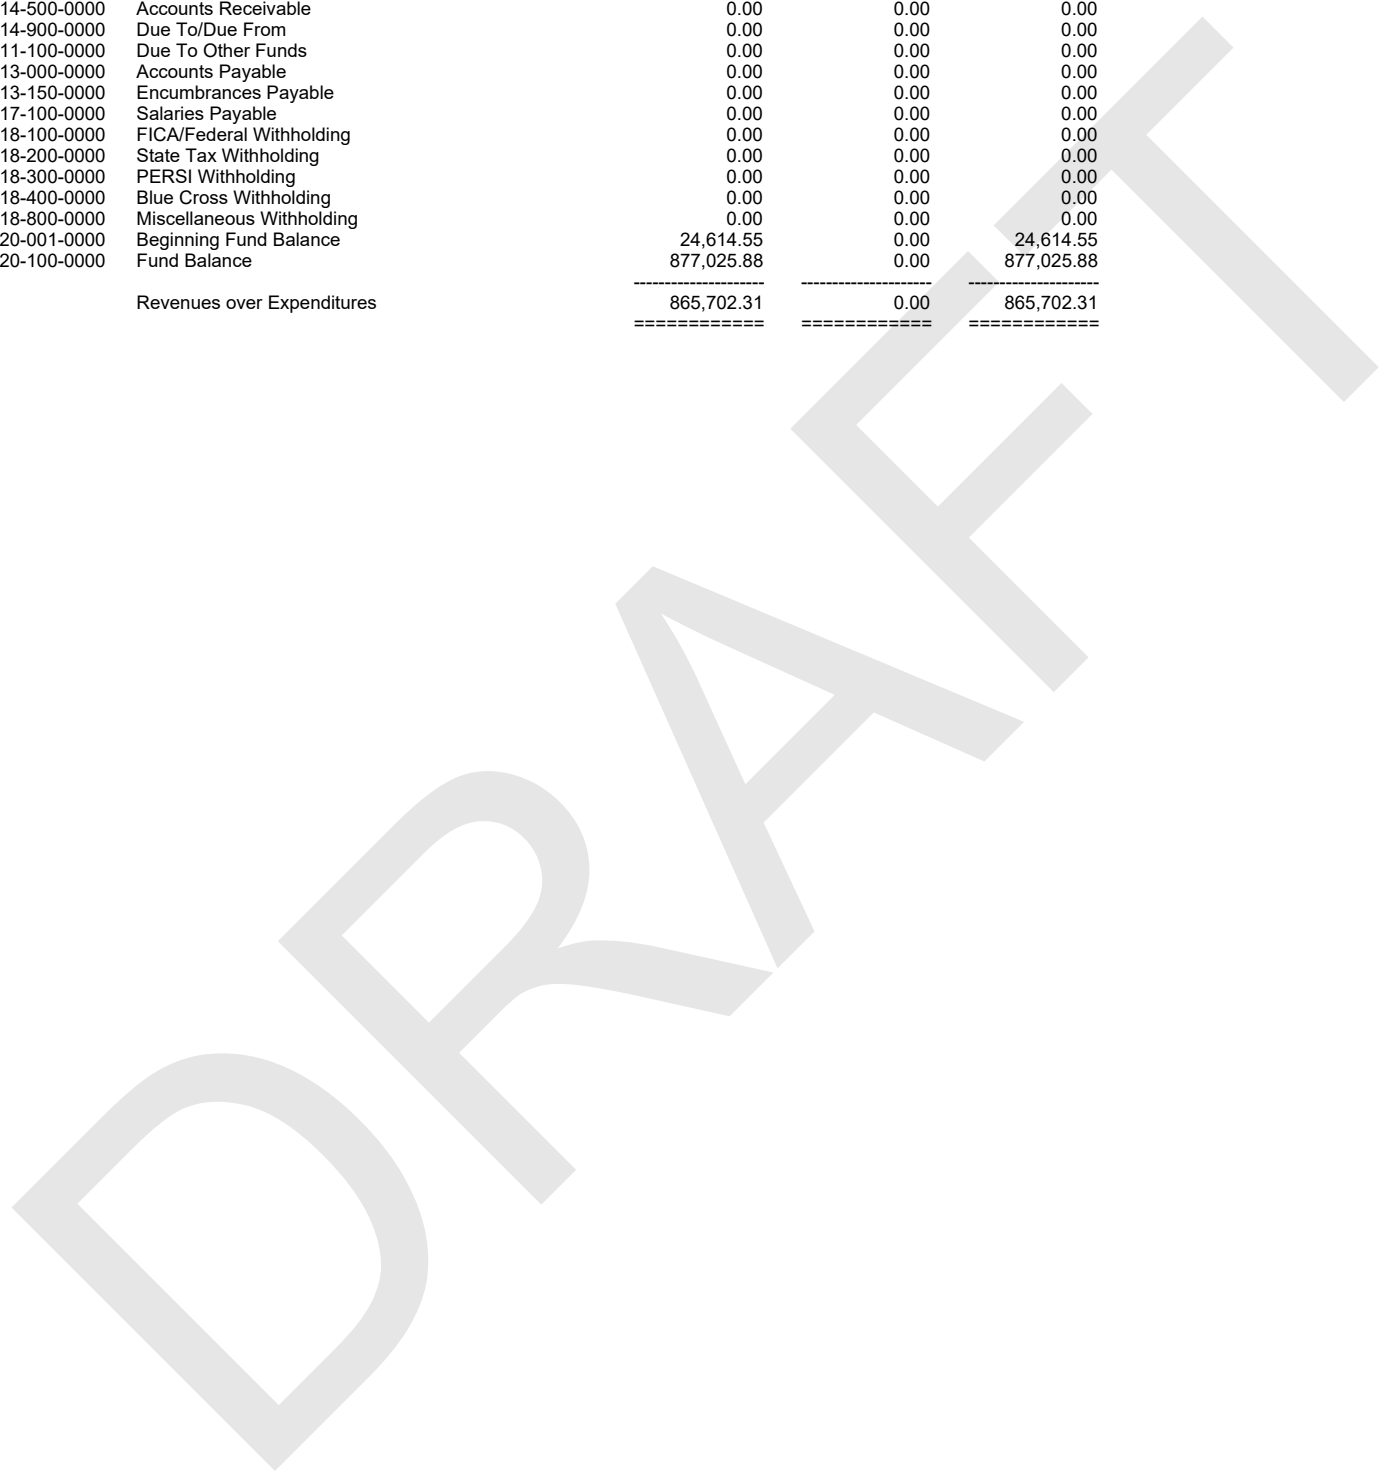 14-500-0000 Accounts Receivable 0.00 0.00 0.00
14-900-0000 Due To/Due From 0.00 0.00 0.00
11-100-0000 Due To Other Funds 0.00 0.00 0.00
13-000-0000 Accounts Payable 0.00 0.00 0.00
13-150-0000 Encumbrances Payable 0.00 0.00 0.00
17-100-0000 Salaries Payable 0.00 0.00 0.00
18-100-0000 FICA/Federal Withholding 0.00 0.00 0.00
18-200-0000 State Tax Withholding 0.00 0.00 0.00
18-300-0000 PERSI Withholding 0.00 0.00 0.00
18-400-0000 Blue Cross Withholding 0.00 0.00 0.00
18-800-0000 Miscellaneous Withholding 0.00 0.00 0.00
20-001-0000 Beginning Fund Balance 24,614.55 0.00 24,614.55
20-100-0000 Fund Balance 877,025.88 0.00 877,025.88
--------------------- --------------------- ---------------------
Revenues over Expenditures 865,702.31 0.00 865,702.31
============ ============ ============
DRAFT